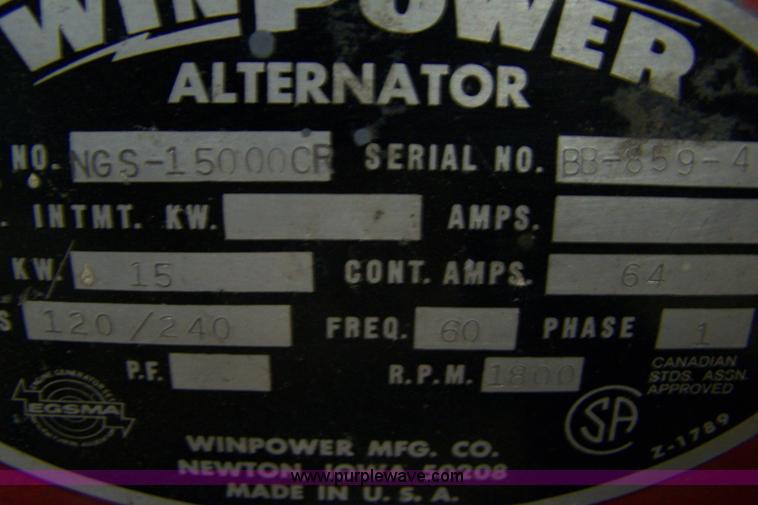 WINPOWER
ALTERNATOR
NO. NGS-15000CR SERIAL NO. BB-859-4
INTMT. KW. AMPS.
KW. 15 CONT. AMPS. 64
S 120/240 FREQ. 60 PHASE 1
P.F. R.P.M. 1800
CANADIAN
STDS. ASSN.
APPROVED
EGSMA
SA
Z-1789
WINPOWER MFG. CO.
NEWTON 208
www.purplewave.com
MADE IN U.S.A.